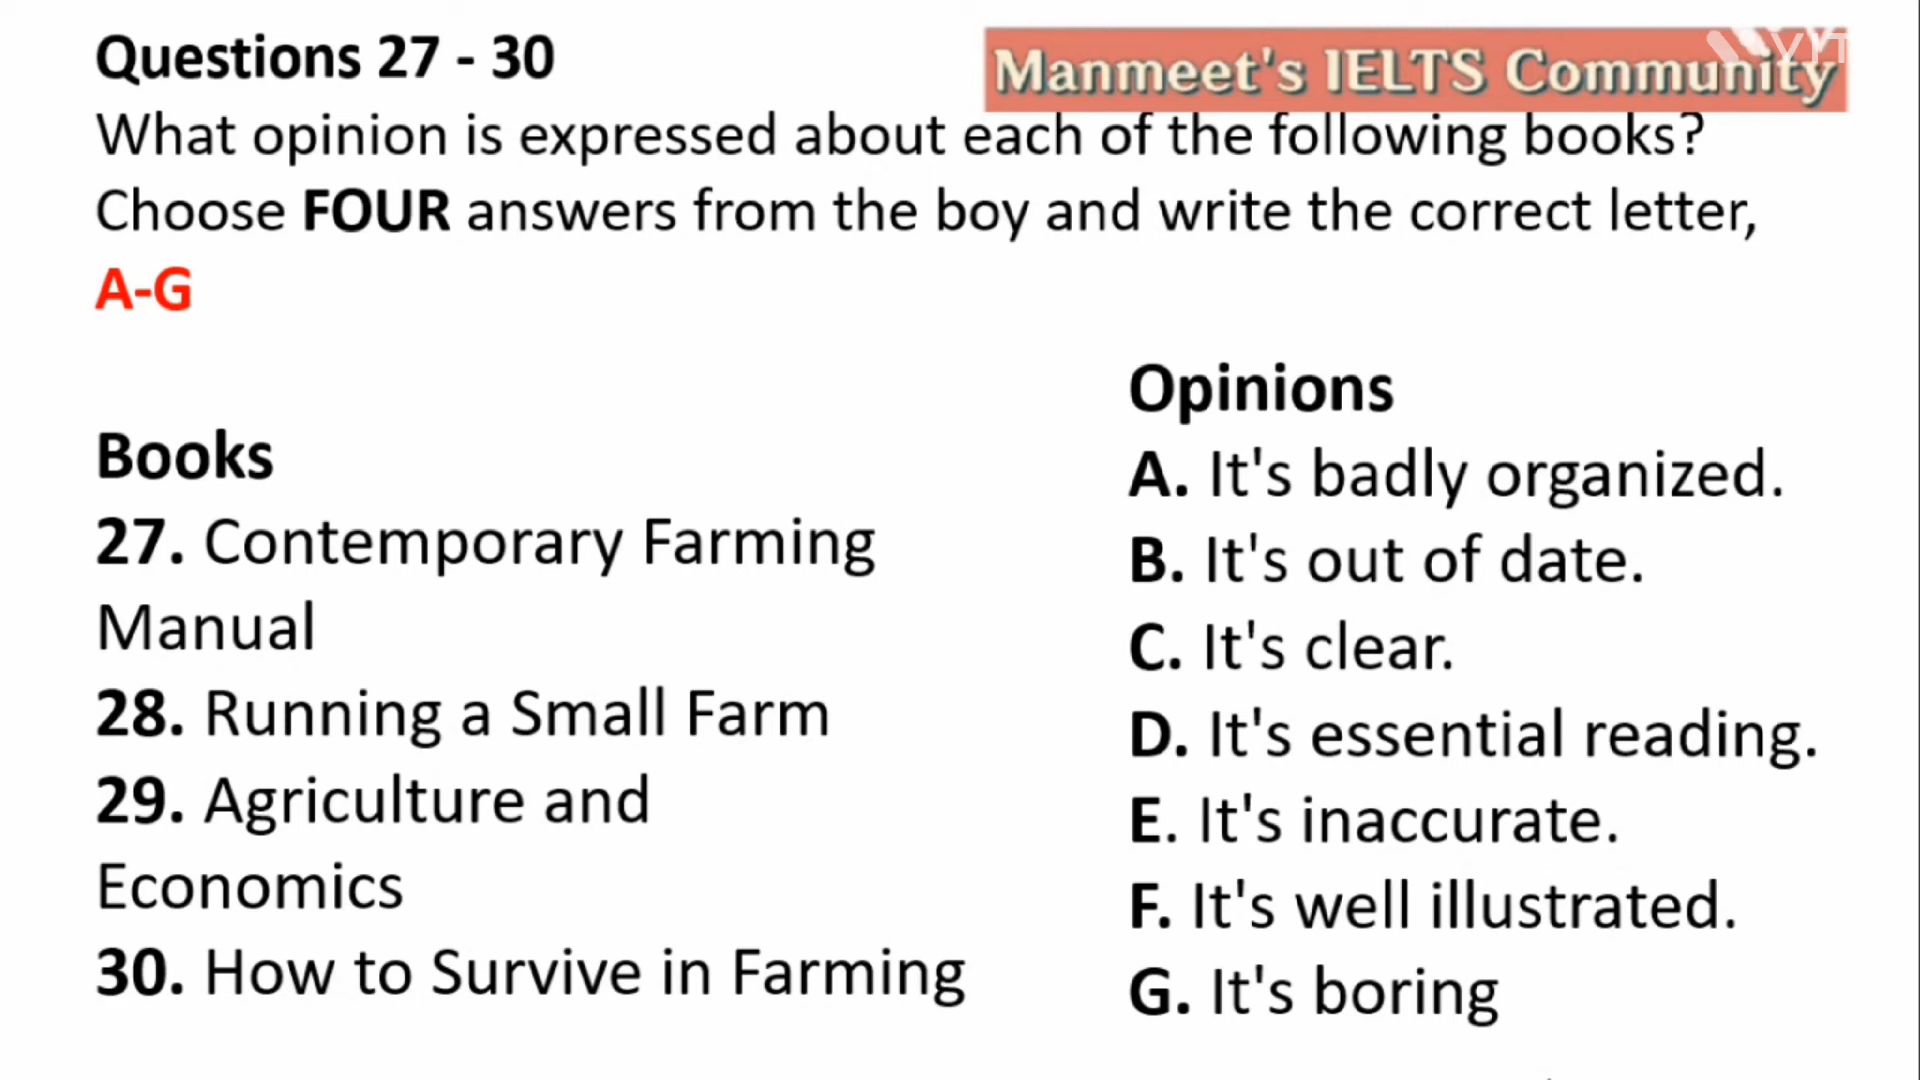 Questions 27 - 30
Manmeet's IELTS Community
What opinion is expressed about each of the following books?
Choose FOUR answers from the boy and write the correct letter,
A-G
Books
27. Contemporary Farming
Manual
28. Running a Small Farm
29. Agriculture and
Economics
30. How to Survive in Farming
Opinions
A. It's badly organized.
B. It's out of date.
C. It's clear.
D. It's essential reading.
E. It's inaccurate.
F. It's well illustrated.
G. It's boring